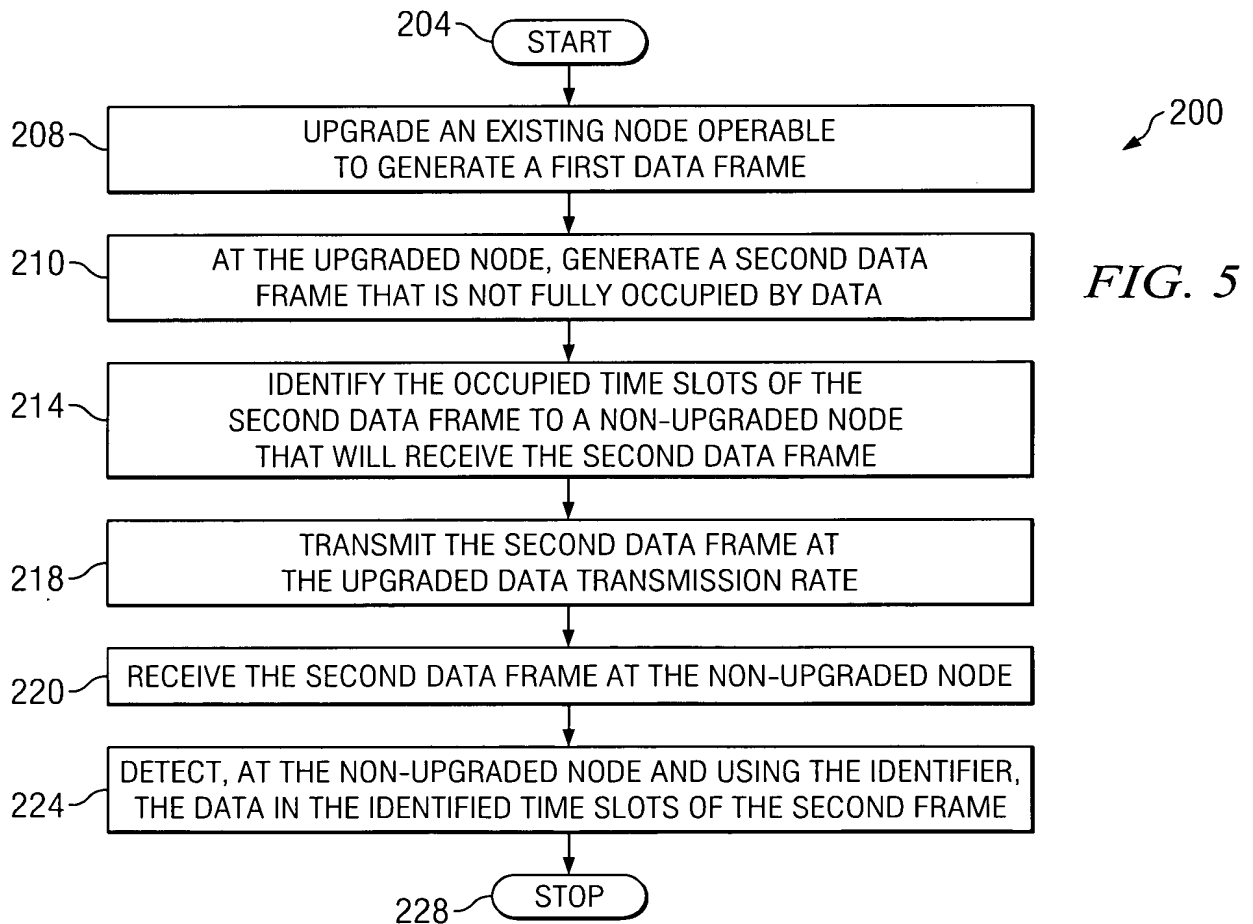 204
START
208
UPGRADE AN EXISTING NODE OPERABLE
TO GENERATE A FIRST DATA FRAME
200
210
AT THE UPGRADED NODE, GENERATE A SECOND DATA
FRAME THAT IS NOT FULLY OCCUPIED BY DATA
FIG. 5
214
IDENTIFY THE OCCUPIED TIME SLOTS OF THE
SECOND DATA FRAME TO A NON-UPGRADED NODE
THAT WILL RECEIVE THE SECOND DATA FRAME
218
TRANSMIT THE SECOND DATA FRAME AT
THE UPGRADED DATA TRANSMISSION RATE
220
RECEIVE THE SECOND DATA FRAME AT THE NON-UPGRADED NODE
224
DETECT, AT THE NON-UPGRADED NODE AND USING THE IDENTIFIER,
THE DATA IN THE IDENTIFIED TIME SLOTS OF THE SECOND FRAME
228
STOP